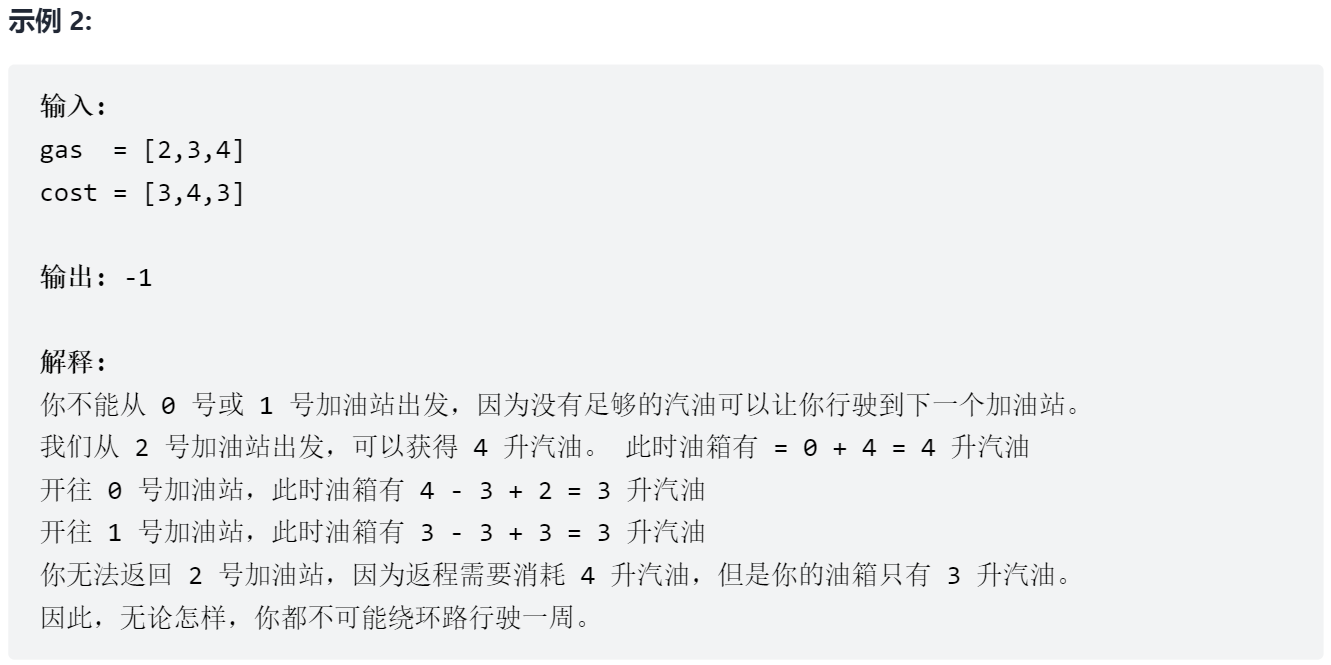 示例 2:
输入:
gas  = [2,3,4]
cost = [3,4,3]
输出: -1
解释:
你不能从 0 号或 1 号加油站出发，因为没有足够的汽油可以让你行驶到下一个加油站。
我们从 2 号加油站出发，可以获得 4 升汽油。 此时油箱有 = 0 + 4 = 4 升汽油
开往 0 号加油站，此时油箱有 4 - 3 + 2 = 3 升汽油
开往 1 号加油站，此时油箱有 3 - 3 + 3 = 3 升汽油
你无法返回 2 号加油站，因为返程需要消耗 4 升汽油，但是你的油箱只有 3 升汽油。
因此，无论怎样，你都不可能绕环路行驶一周。